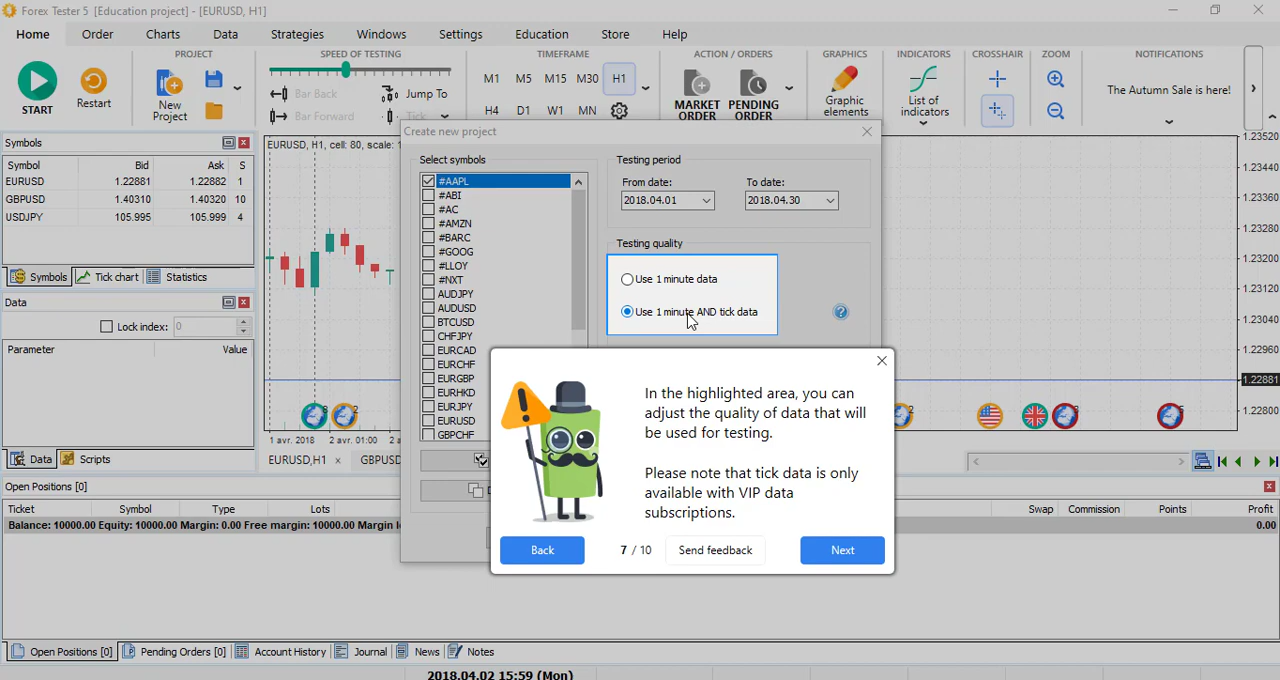 Forex Tester 5 [Education project] - [EURUSD, H1]
Home Order Charts Data Strategies Windows Settings Education Store Help
PROJECT SPEED OF TESTING TIMEFRAME ACTION / ORDERS GRAPHICS INDICATORS CROSSHAIR ZOOM NOTIFICATIONS
START
Restart
New
Project
Bar Back Jump To
Bar Forward Tick
M1 M5 M15 M30 H1
H4 D1 W1 MN
MARKET
ORDER
PENDING
ORDER
Graphic
elements
List of
indicators
The Autumn Sale is here!
Symbols
Symbol Bid Ask S
EURUSD 1.22881 1.22882 1
GBPUSD 1.40310 1.40320 10
USDJPY 105.995 105.999 4
Symbols Tick chart Statistics
Data
Lock index: 0
Parameter Value
Data Scripts
EURUSD, H1, cell: 80, scale: 1
1.23520
1.23440
1.23360
1.23280
1.23200
1.23120
1.23040
1.22960
1.22881
1.22800
3 2 2 3 5
1 avr. 2018 2 avr. 01:00 2 a
EURUSD,H1 x GBPUS
Create new project
Select symbols
#AAPL
#ABI
#AC
#AMZN
#BARC
#GOOG
#LLOY
#NXT
AUDJPY
AUDUSD
BTCUSD
CHFJPY
EURCAD
EURCHF
EURGBP
EURHKD
EURJPY
EURUSD
GBPCHF
Testing period
From date: To date:
2018.04.01 2018.04.30
Testing quality
Use 1 minute data
Use 1 minute AND tick data
?
In the highlighted area, you can
adjust the quality of data that will
be used for testing.
Please note that tick data is only
available with VIP data
subscriptions.
Back 7 / 10 Send feedback Next
Open Positions [0]
Ticket Symbol Type Lots Swap Commission Points Profit
Balance: 10000.00 Equity: 10000.00 Margin: 0.00 Free margin: 10000.00 Margin l 0.00
Open Positions [0] Pending Orders [0] Account History Journal News Notes
2018.04.02 15:59 (Mon)